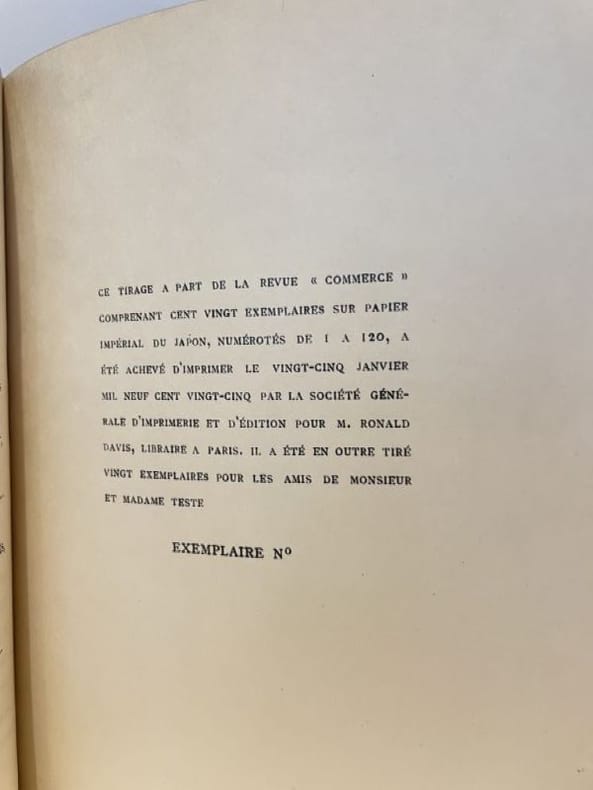 CE TIRAGE A PART DE LA REVUE « COMMERCE »
COMPRENANT CENT VINGT EXEMPLAIRES SUR PAPIER
IMPÉRIAL DU JAPON, NUMÉROTÉS DE 1 A 120, A
ÉTÉ ACHEVÉ D'IMPRIMER LE VINGT-CINQ JANVIER
MIL NEUF CENT VINGT-CINQ PAR LA SOCIÉTÉ GÉNÉ-
RALE D'IMPRIMERIE ET D'ÉDITION POUR M. RONALD
DAVIS, LIBRAIRE A PARIS. IL A ÉTÉ EN OUTRE TIRÉ
VINGT EXEMPLAIRES POUR LES AMIS DE MONSIEUR
ET MADAME TESTE
EXEMPLAIRE Nº